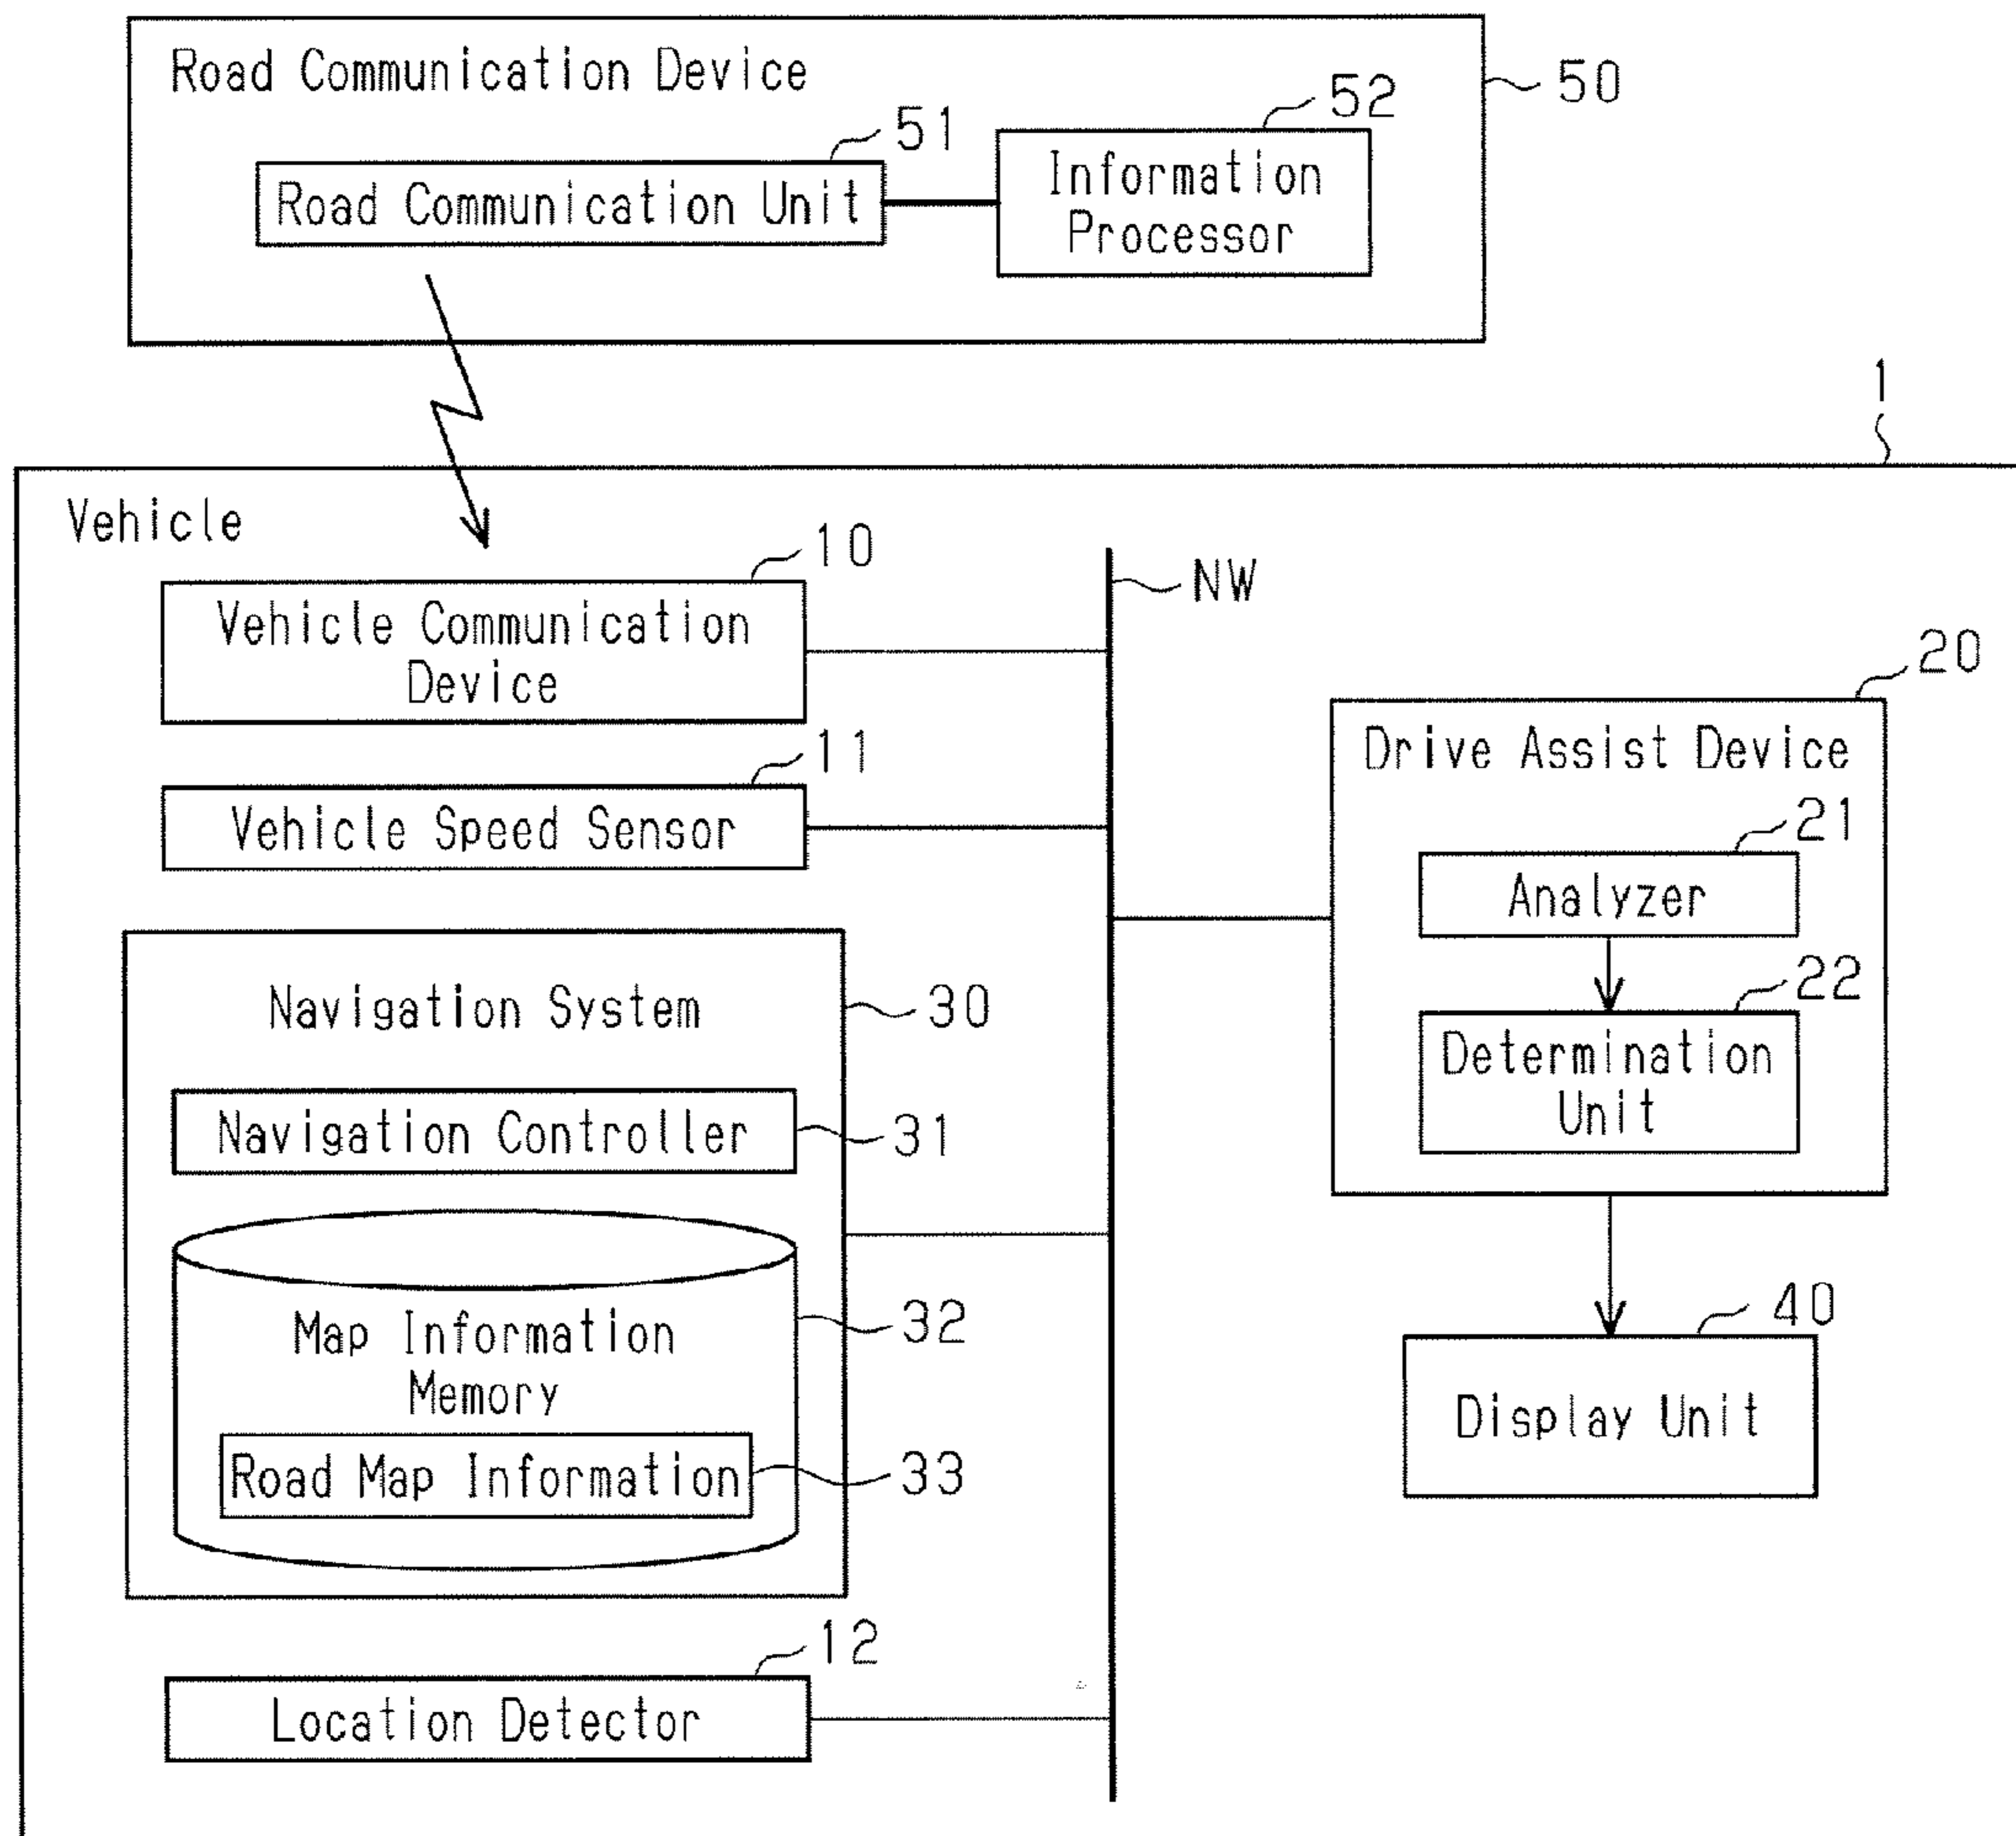 Road Communication Device
50
51
52
Road Communication Unit
Information
Processor
1
Vehicle
10
NW
Vehicle Communication
Device
20
Drive Assist Device
11
Vehicle Speed Sensor
21
Analyzer
22
Determination
Unit
Navigation System
30
Navigation Controller
31
Map Information
Memory
32
Road Map Information
33
40
Display Unit
12
Location Detector